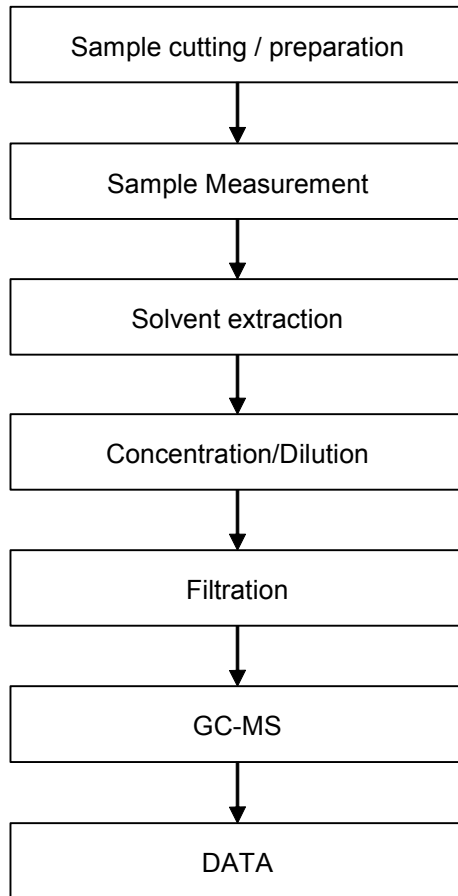 Sample cutting / preparation
Sample Measurement
Solvent extraction
Concentration/Dilution
Filtration
GC-MS
DATA